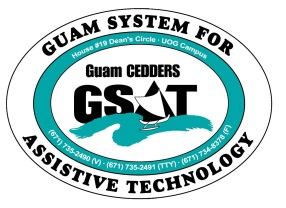 GUAM SYSTEM FOR
House #19 Dean's Circle · UOG Campus
Guam CEDDERS
GSAT
(671) 735-2490 (V) · (671) 735-2491 (TTY) · (671) 734-8378 (F)
ASSISTIVE TECHNOLOGY